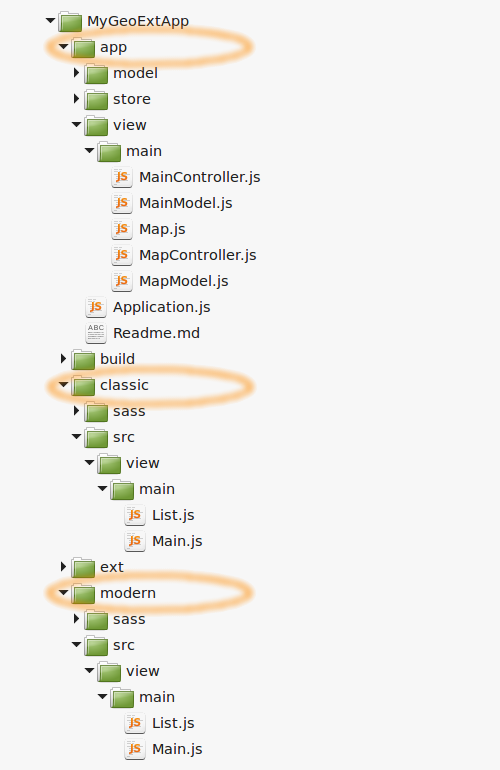 MyGeoExtApp
app
model
store
view
main
JS MainController.js
JS MainModel.js
JS Map.js
JS MapController.js
JS MapModel.js
JS Application.js
ABC Readme.md
build
classic
sass
src
view
main
JS List.js
JS Main.js
ext
modern
sass
src
view
main
JS List.js
JS Main.js